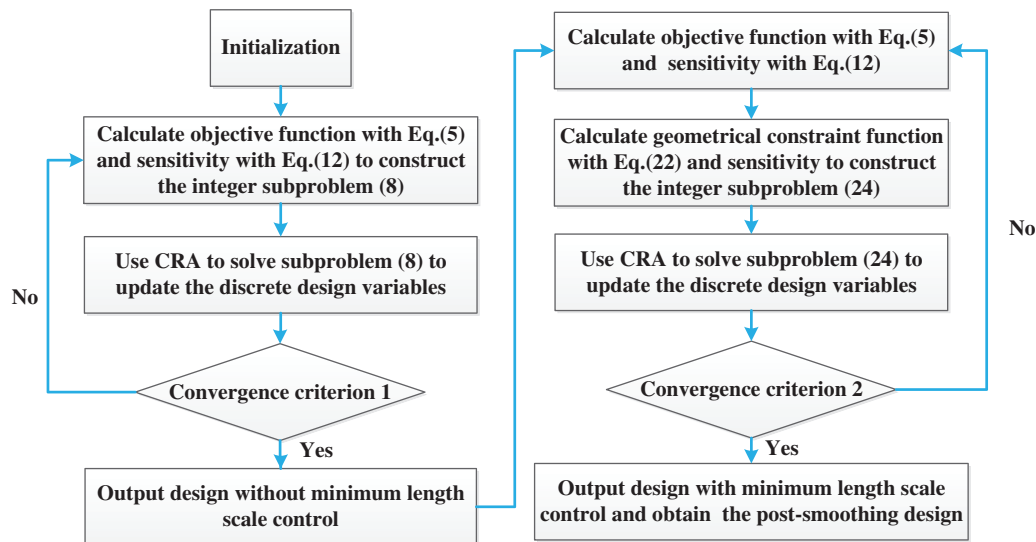 Initialization
Calculate objective function with Eq.(5)
and sensitivity with Eq.(12) to construct
the integer subproblem (8)
Use CRA to solve subproblem (8) to
update the discrete design variables
No
Convergence criterion 1
Yes
Output design without minimum length
scale control
Calculate objective function with Eq.(5)
and sensitivity with Eq.(12)
Calculate geometrical constraint function
with Eq.(22) and sensitivity to construct
the integer subproblem (24)
No
Use CRA to solve subproblem (24) to
update the discrete design variables
Convergence criterion 2
Yes
Output design with minimum length scale
control and obtain the post-smoothing design